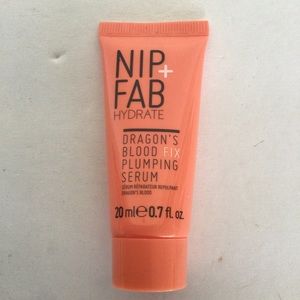 NIP+
FAB
HYDRATE
DRAGON'S
BLOOD FIX
PLUMPING
SERUM
SÉRUM RÉPARATEUR REPULPANT
DRAGON'S BLOOD
20 ml e 0.7 fl. oz.